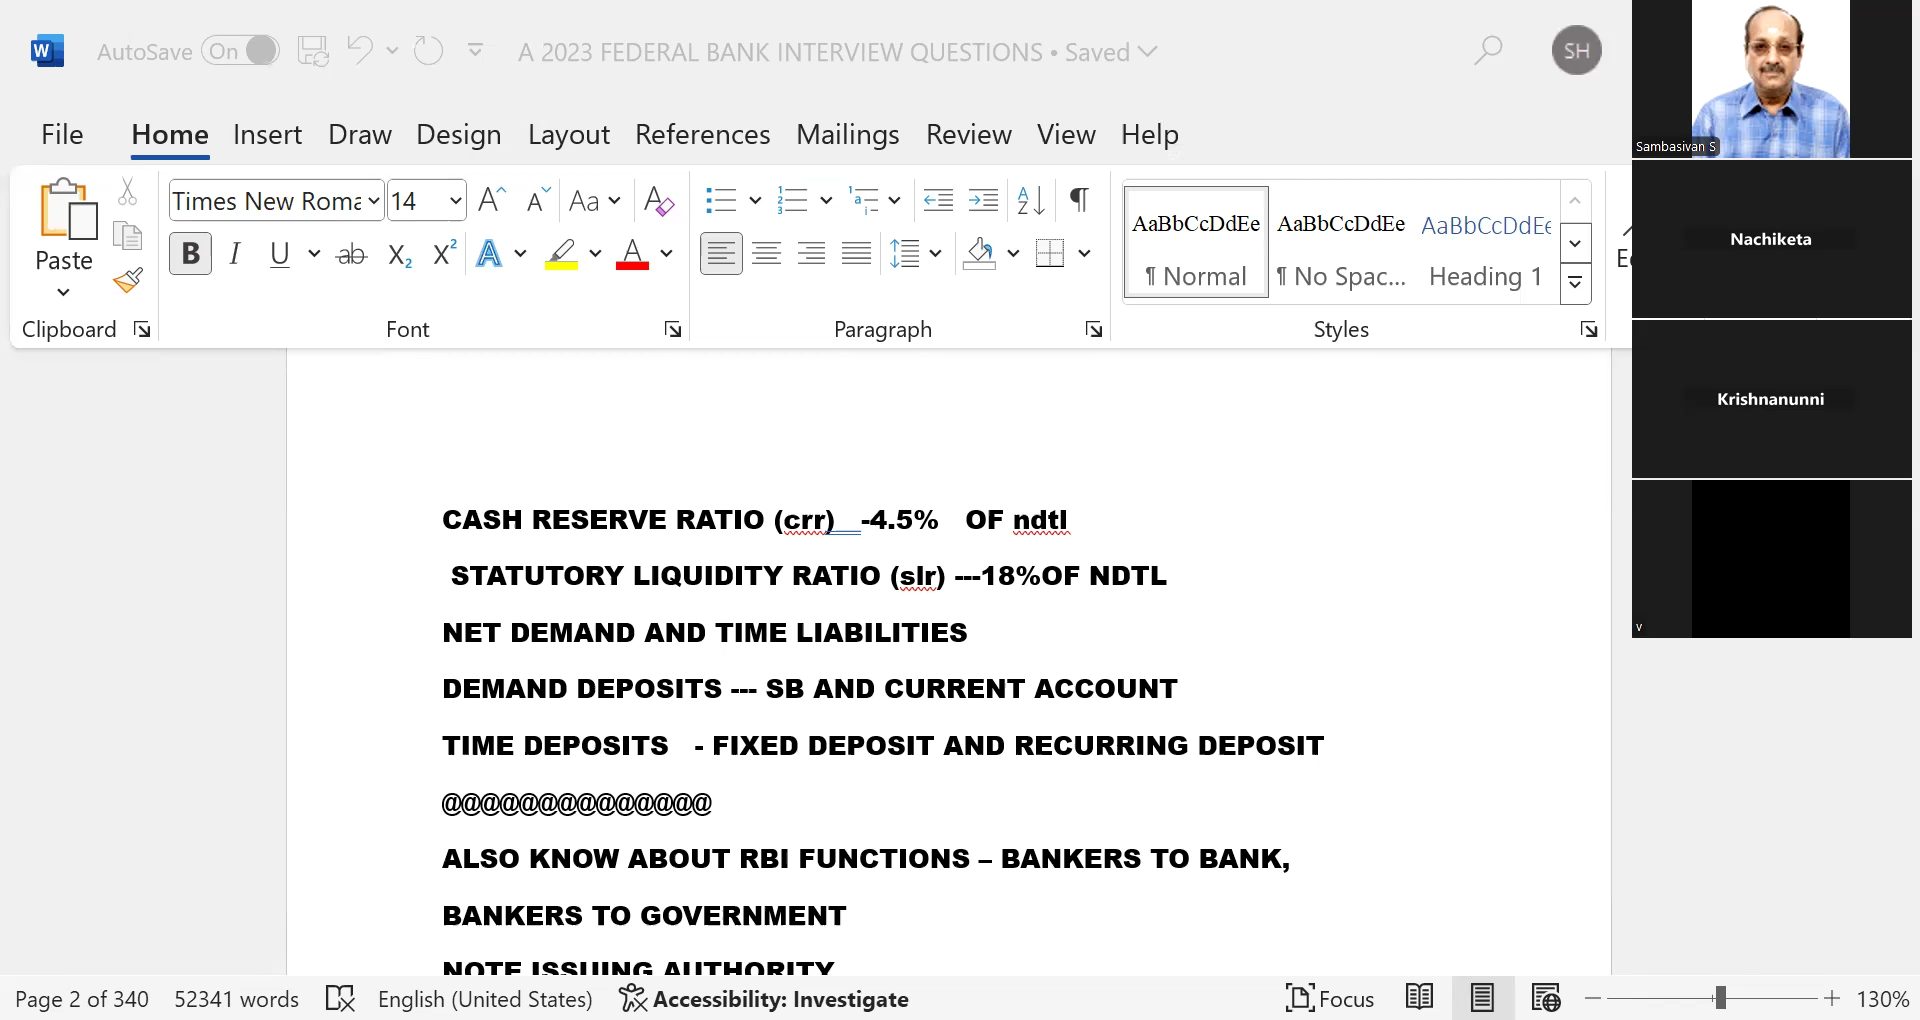 AutoSave On A 2023 FEDERAL BANK INTERVIEW QUESTIONS • Saved SH
File Home Insert Draw Design Layout References Mailings Review View Help
Paste
Clipboard
Times New Roma 14
Font
Paragraph
AaBbCcDdEe AaBbCcDdEe AaBbCcDdEe
¶ Normal ¶ No Spac... Heading 1
Styles
Sambasivan S
Nachiketa
Krishnanunni
v
CASH RESERVE RATIO (crr) -4.5% OF ndtl
STATUTORY LIQUIDITY RATIO (slr) ---18%OF NDTL
NET DEMAND AND TIME LIABILITIES
DEMAND DEPOSITS --- SB AND CURRENT ACCOUNT
TIME DEPOSITS - FIXED DEPOSIT AND RECURRING DEPOSIT
@@@@@@@@@@@@@@
ALSO KNOW ABOUT RBI FUNCTIONS – BANKERS TO BANK,
BANKERS TO GOVERNMENT
NOTE ISSUING AUTHORITY
Page 2 of 340 52341 words English (United States) Accessibility: Investigate Focus 130%